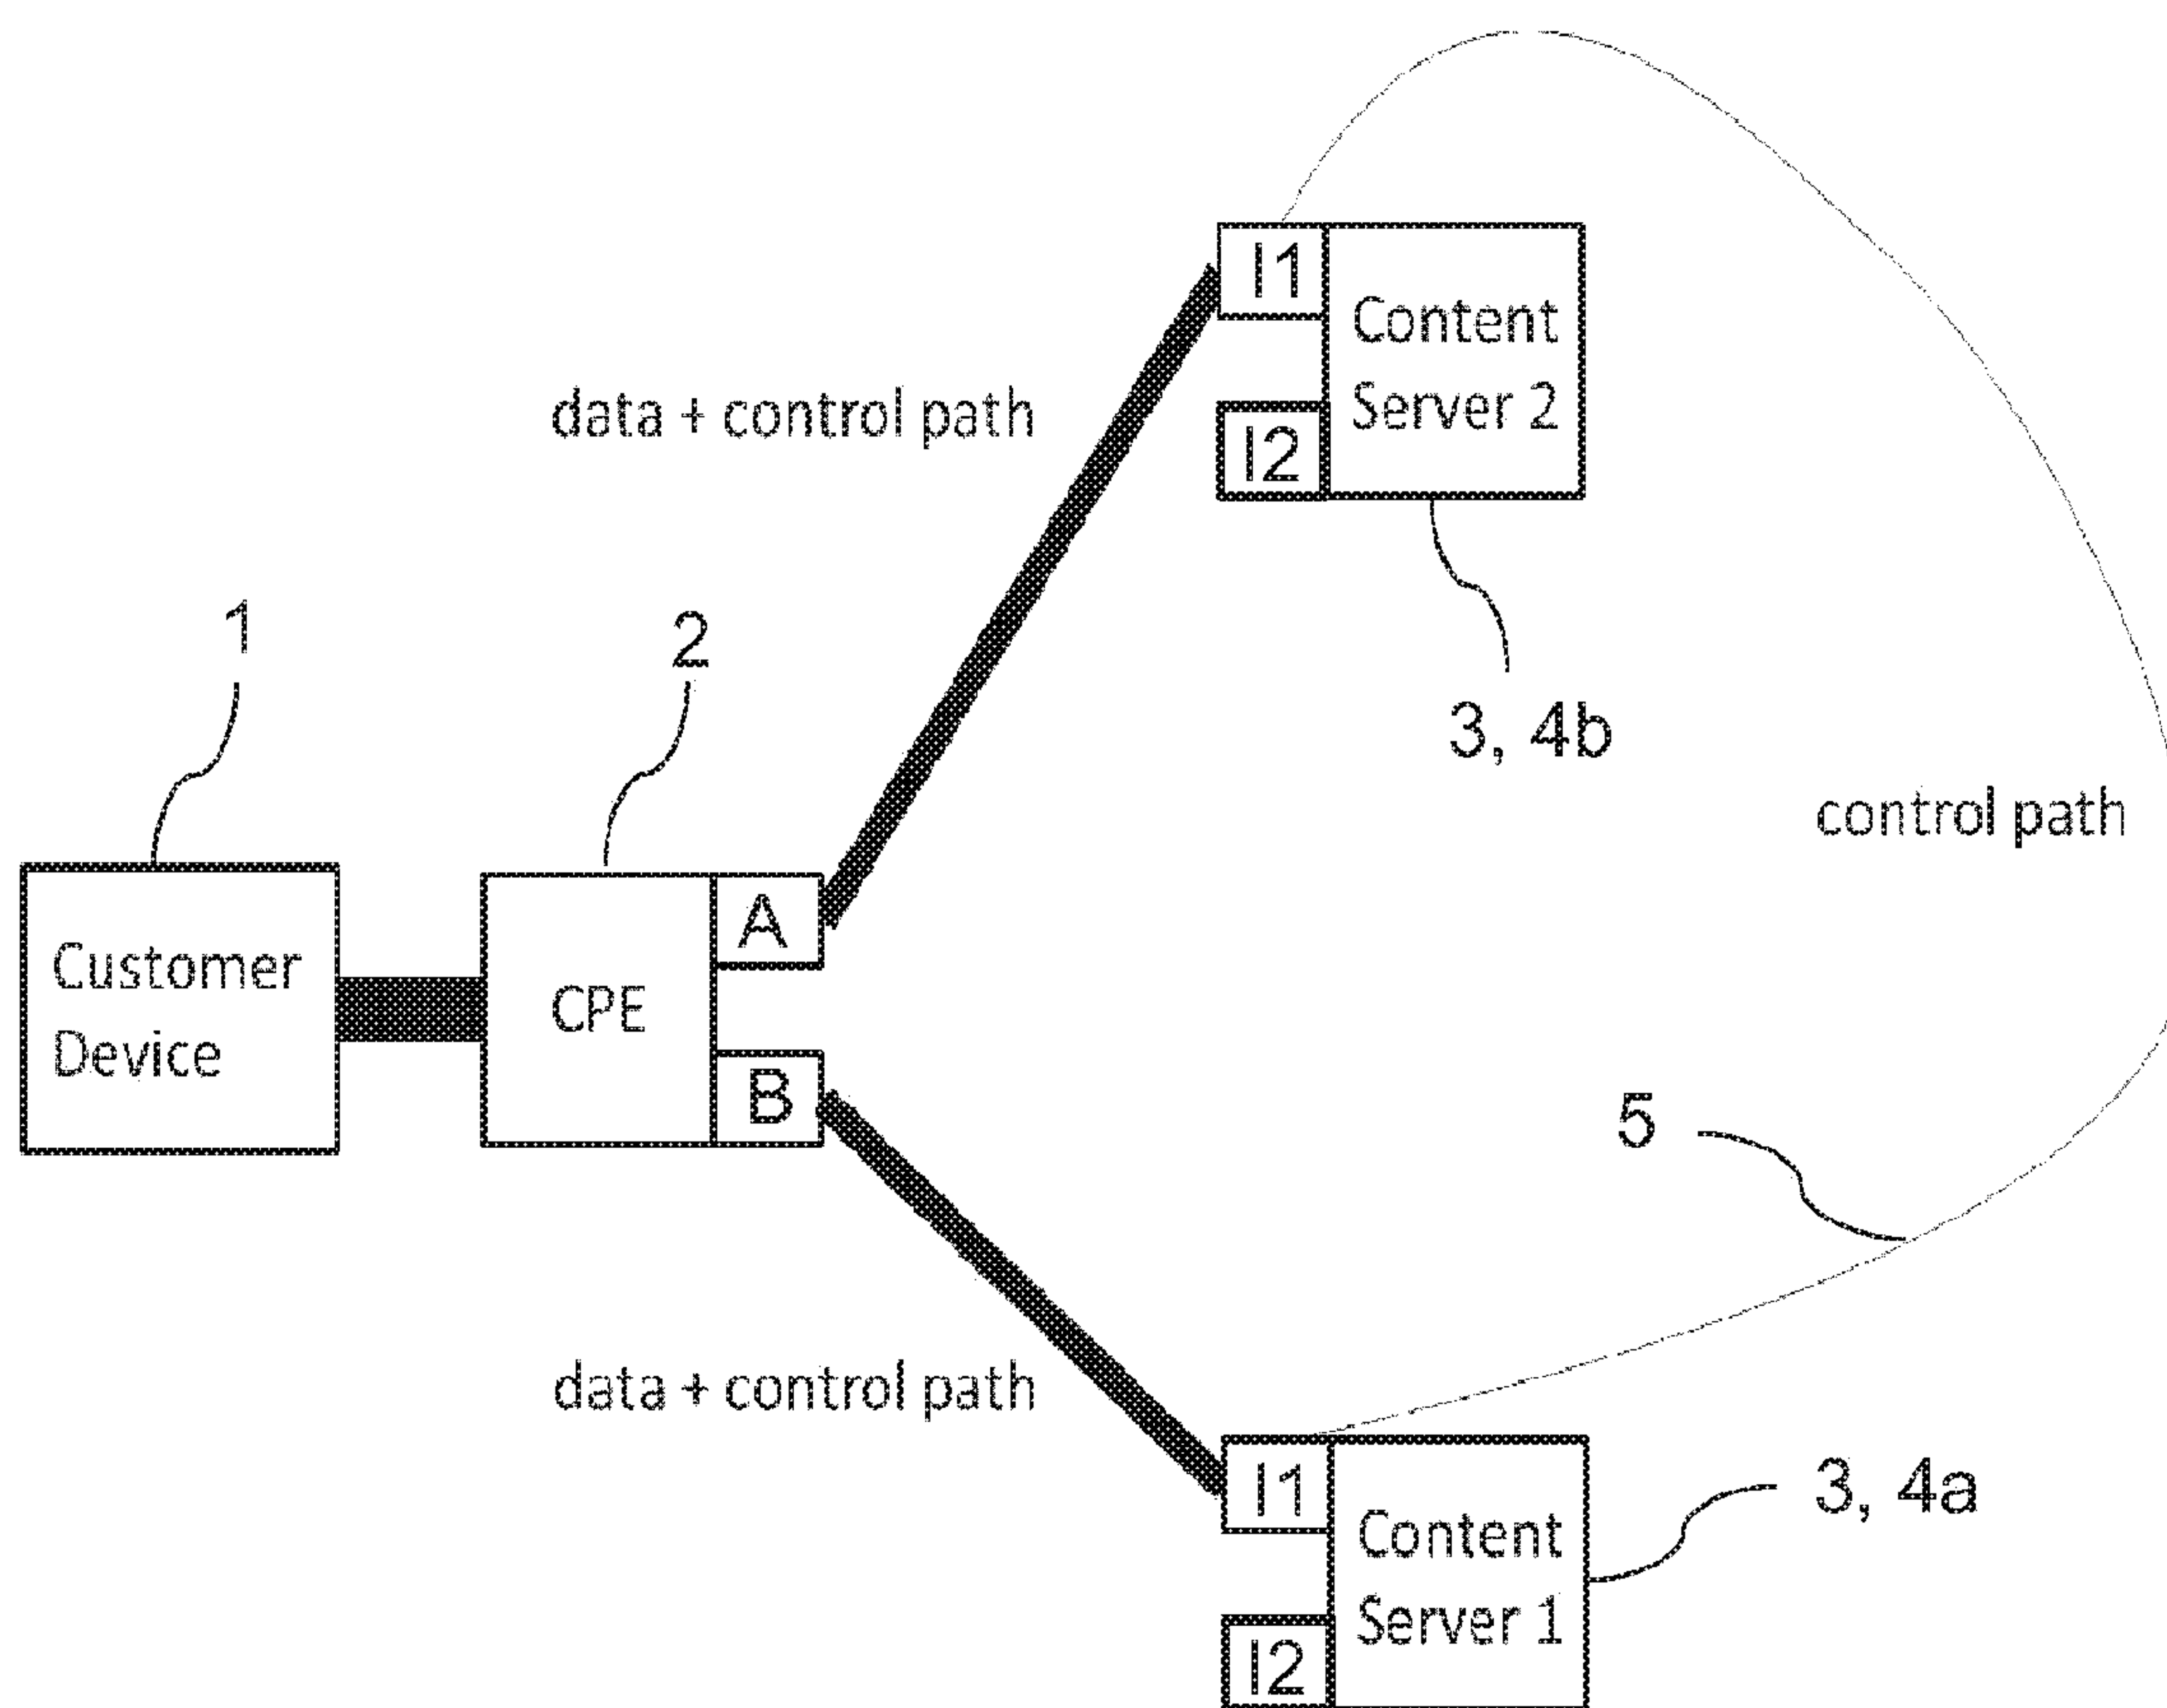 I1
Content
Server 2
I2
data + control path
3, 4b
1
2
control path
Customer
Device
CPE
A
B
5
data + control path
I1
Content
Server 1
I2
3, 4a